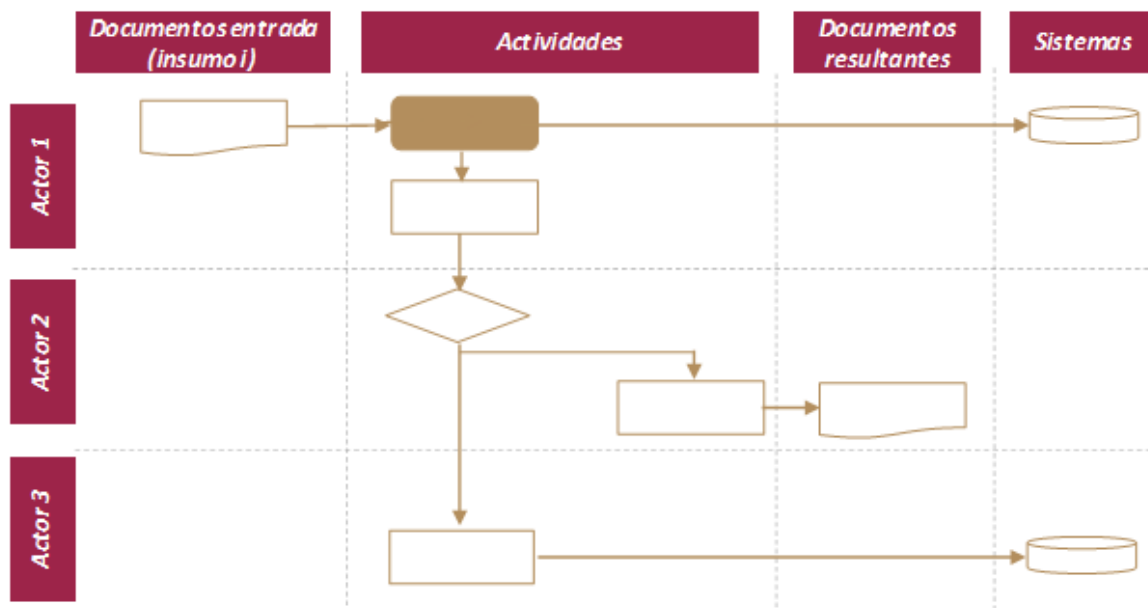 Documentos entrada
(insumo i)
Actividades
Documentos
resultantes
Sistemas
Actor 1
Actor 2
Actor 3